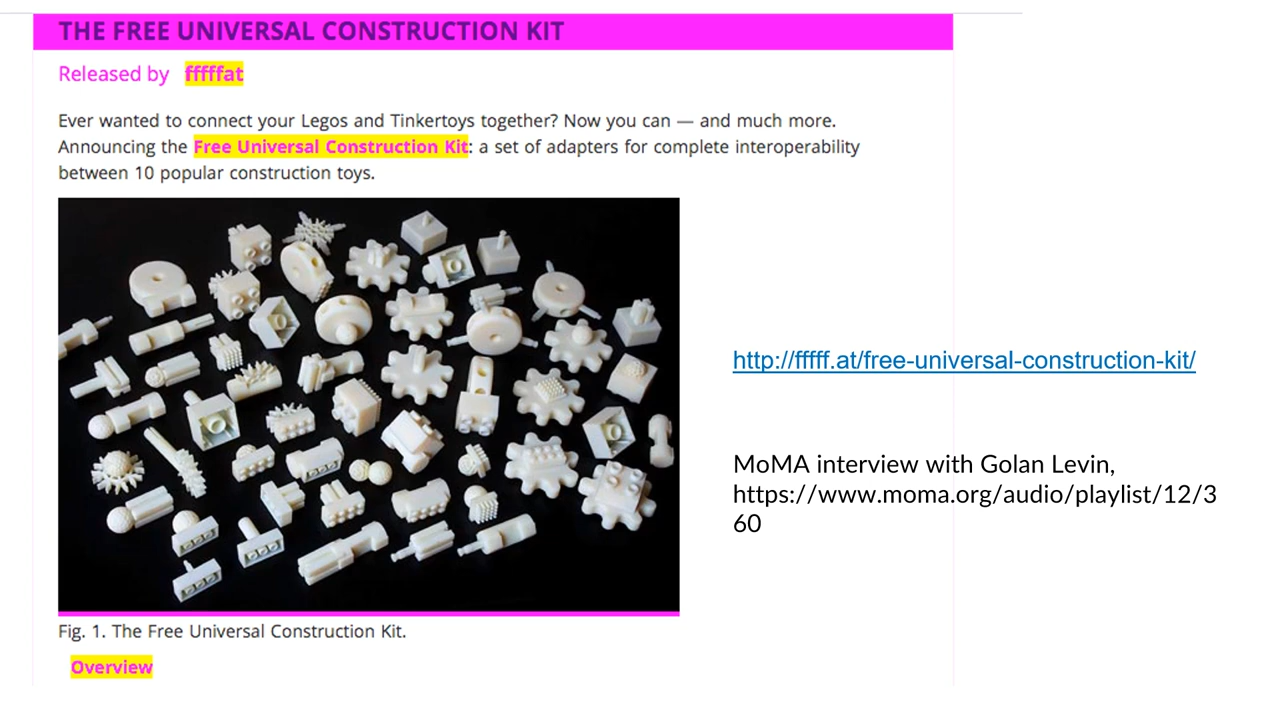 THE FREE UNIVERSAL CONSTRUCTION KIT
Released by fffffat
Ever wanted to connect your Legos and Tinkertoys together? Now you can — and much more.
Announcing the Free Universal Construction Kit: a set of adapters for complete interoperability
between 10 popular construction toys.
Fig. 1. The Free Universal Construction Kit.
Overview
http://fffff.at/free-universal-construction-kit/
MoMA interview with Golan Levin,
https://www.moma.org/audio/playlist/12/3
60